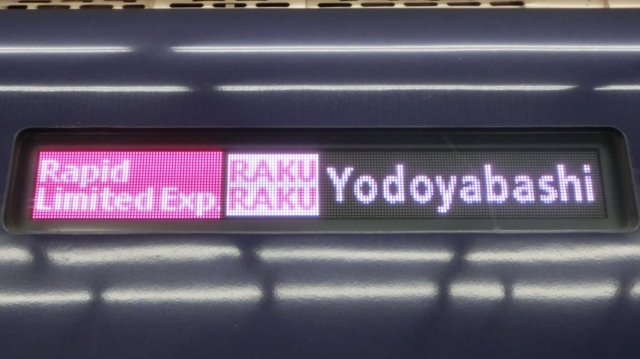 Rapid
Limited Exp.
RAKU
RAKU
Yodoyabashi